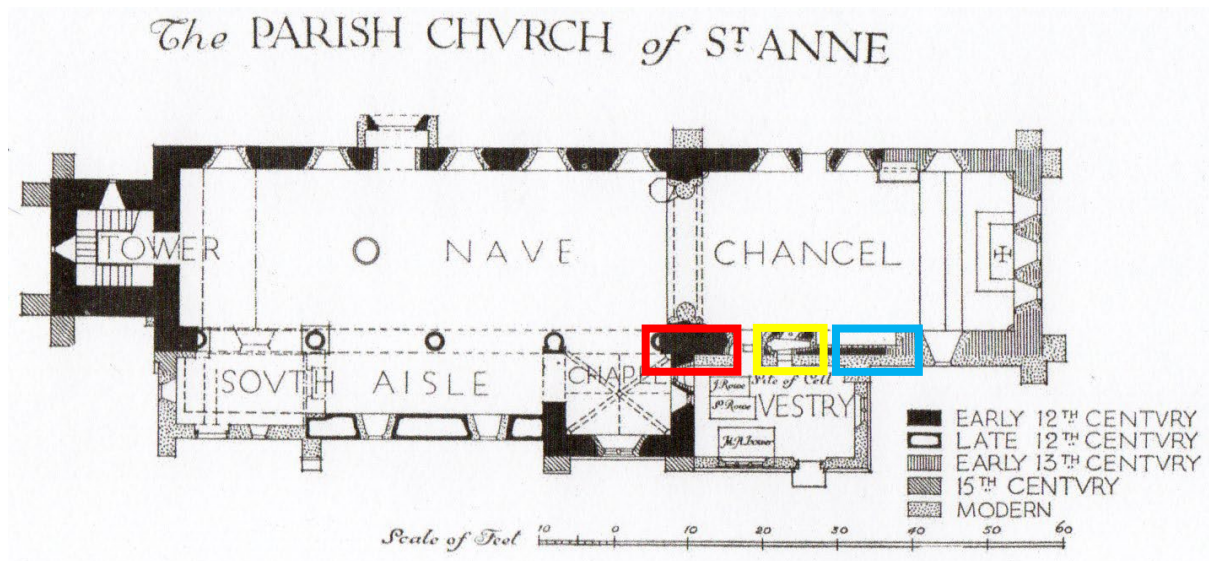 The PARISH CHVRCH of ST. ANNE
TOWER
NAVE
CHANCEL
SOVTH AISLE
CHAPEL
Site of Cell
VESTRY
J. Rowe
M.A. Lower
EARLY 12TH CENTVRY
LATE 12TH CENTVRY
EARLY 13TH CENTVRY
15TH CENTVRY
MODERN
Scale of Feet
10 0 10 20 30 40 50 60